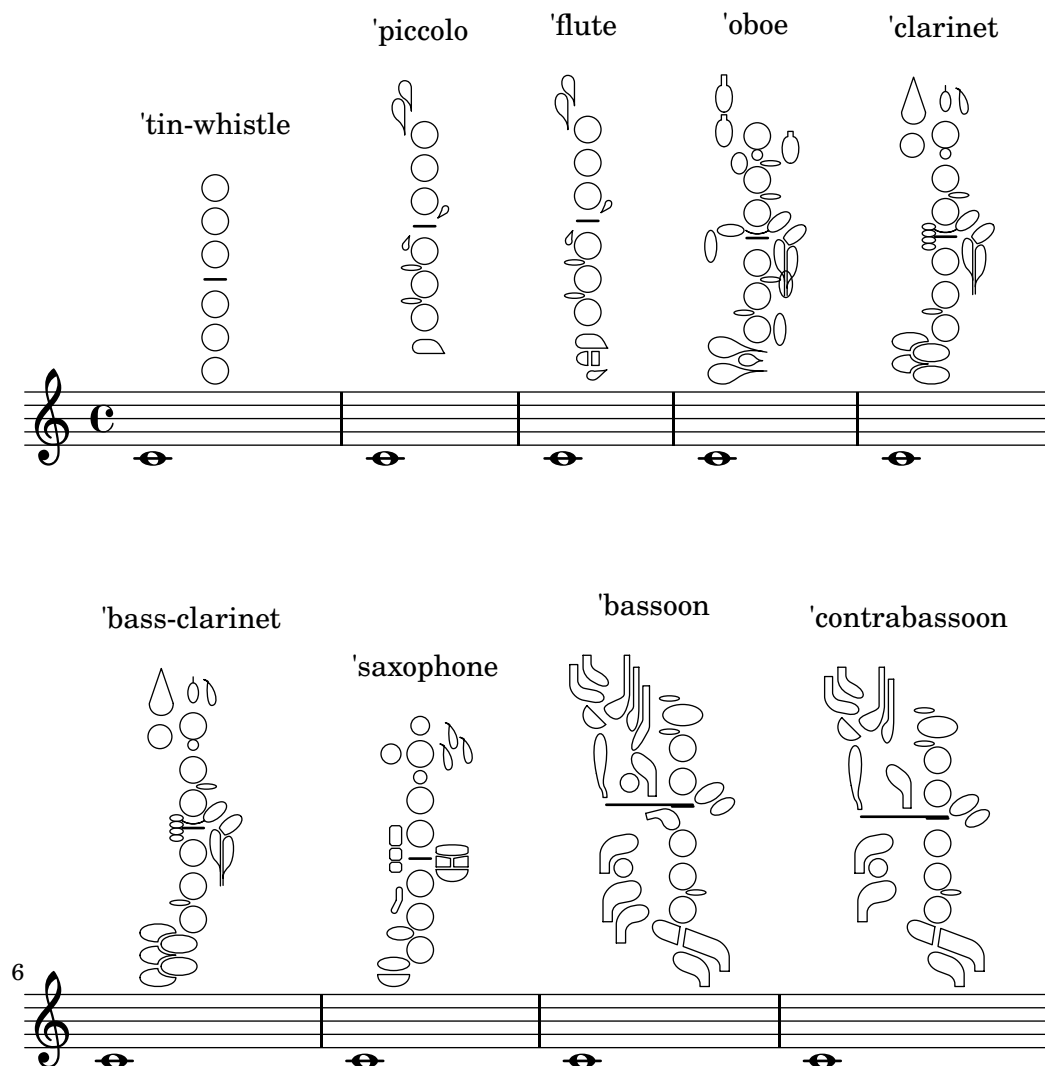 'piccolo 'flute 'oboe 'clarinet
'tin-whistle
'bassoon
'bass-clarinet 'contrabassoon
'saxophone
6